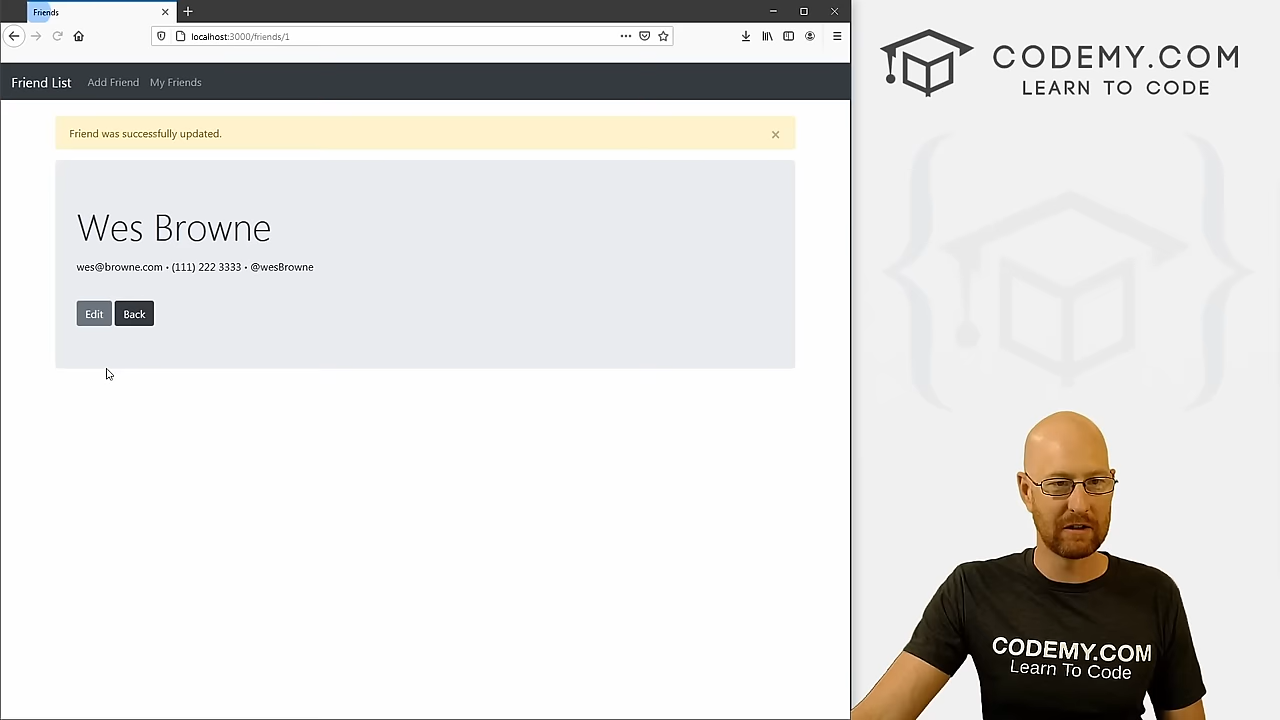 Friends
localhost:3000/friends/1
Friend List Add Friend My Friends
Friend was successfully updated.
Wes Browne
wes@browne.com • (111) 222 3333 • @wesBrowne
Edit Back
CODEMY.COM
LEARN TO CODE
CODEMY.COM
Learn To Code